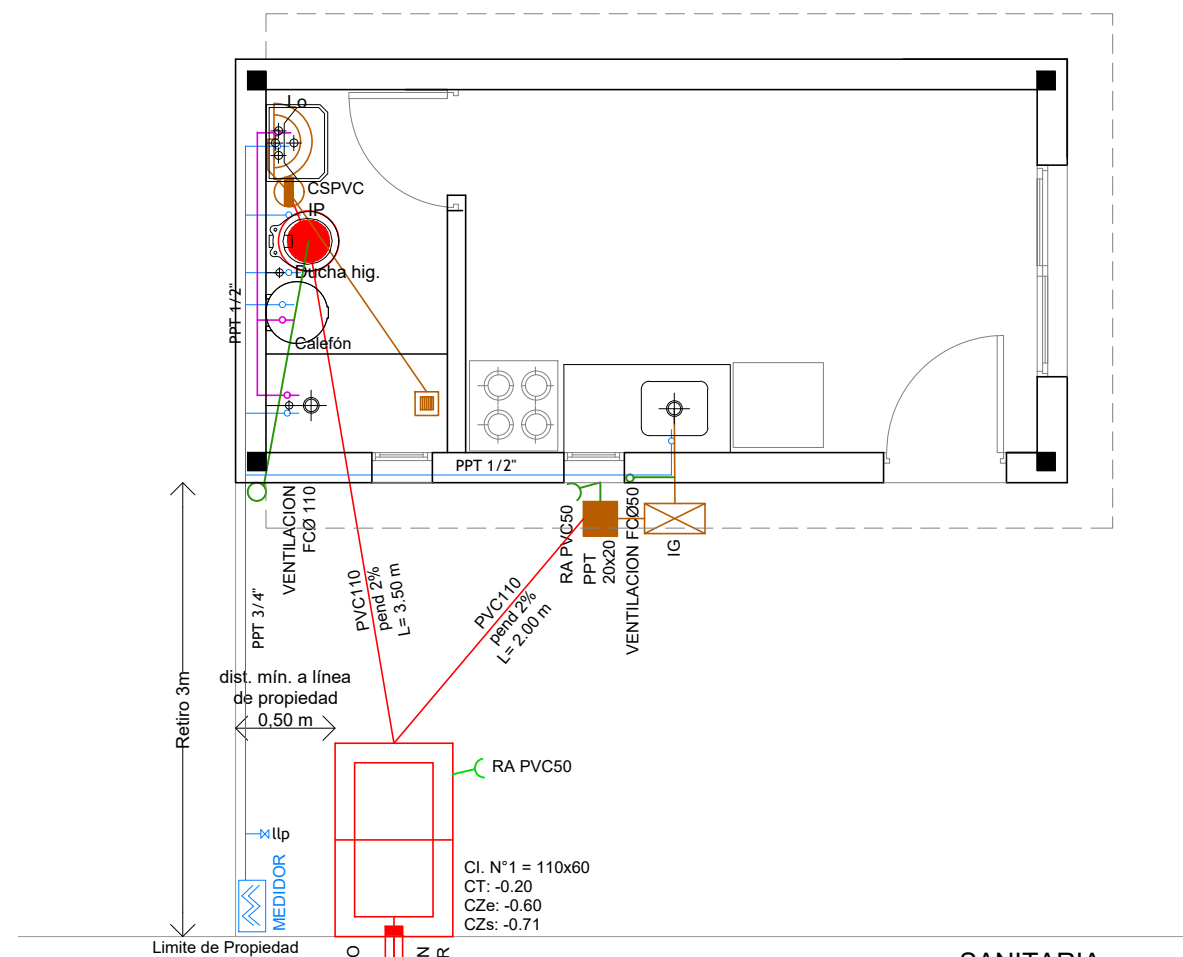 Lo
CSPVC
IP
Ducha hig.
PPT 1/2"
Calefón
PPT 1/2"
VENTILACION
FCØ 110
RA PVC50
PPT
20x20
VENTILACION FCØ50
IG
PPT 3/4"
PVC110
pend 2%
L= 3.50 m
PVC110
pend 2%
L= 2.00 m
Retiro 3m
dist. mín. a línea
de propiedad
0,50 m
RA PVC50
llp
MEDIDOR
CI. N°1 = 110x60
CT: -0.20
CZe: -0.60
CZs: -0.71
Limite de Propiedad
O
N
R
SANITARIA